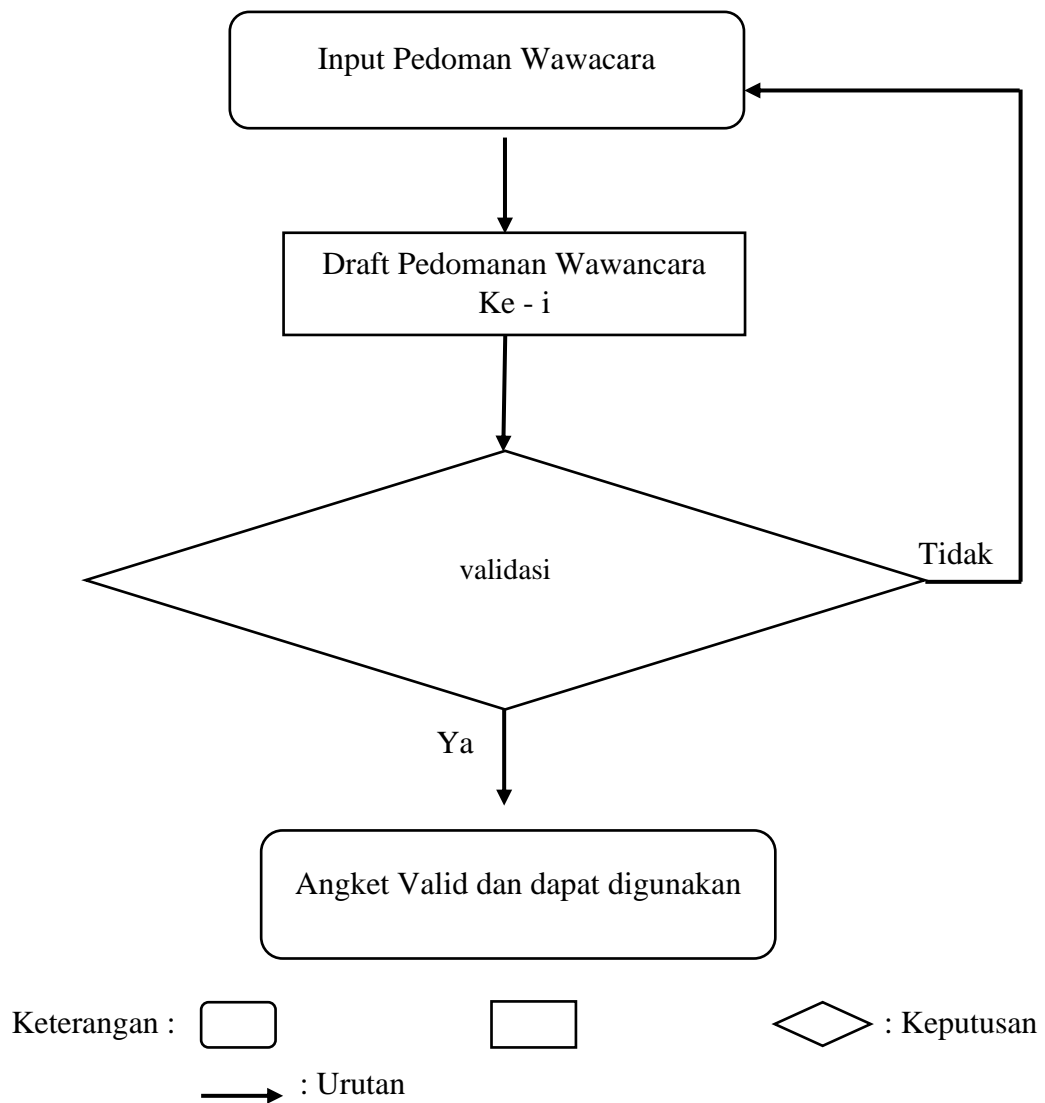 Input Pedoman Wawacara
Draft Pedomanan Wawancara
Ke - i
validasi
Tidak
Ya
Angket Valid dan dapat digunakan
Keterangan :
: Keputusan
: Urutan